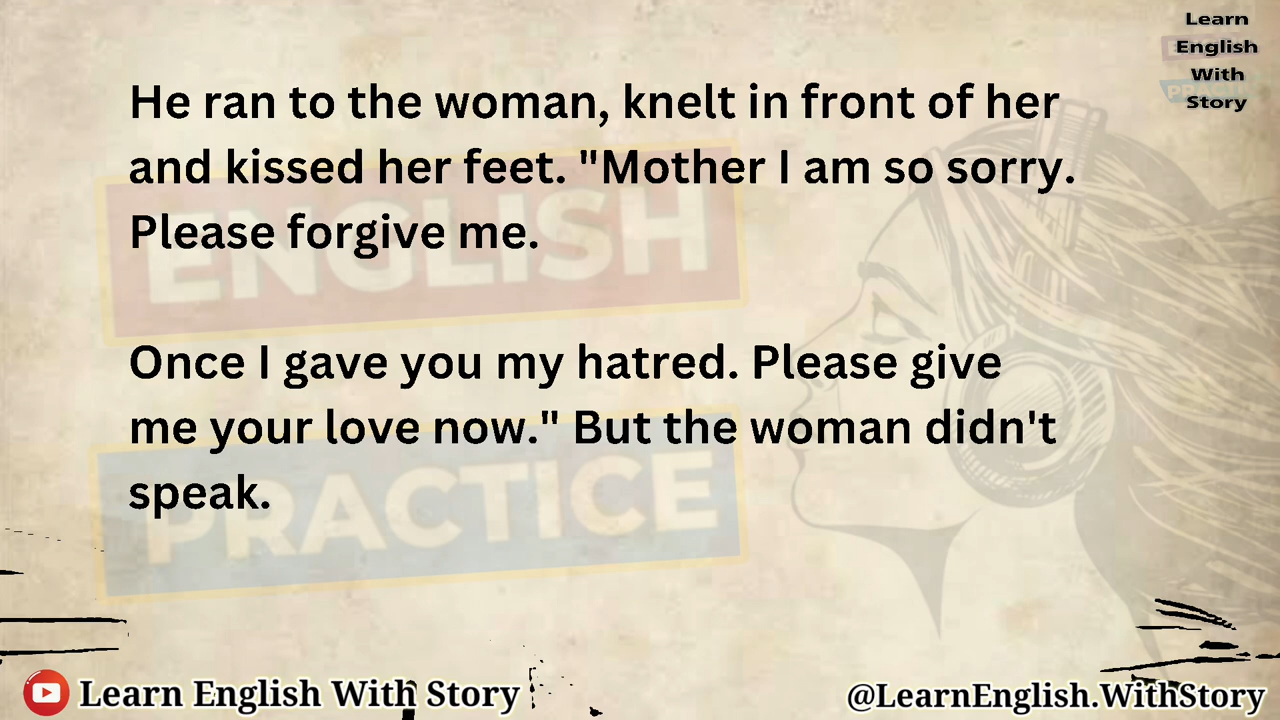 Learn
English
With
Story
He ran to the woman, knelt in front of her
and kissed her feet. "Mother I am so sorry.
Please forgive me.
ENGLISH
Once I gave you my hatred. Please give
me your love now." But the woman didn't
speak.
PRACTICE
Learn English With Story
@LearnEnglish.WithStory